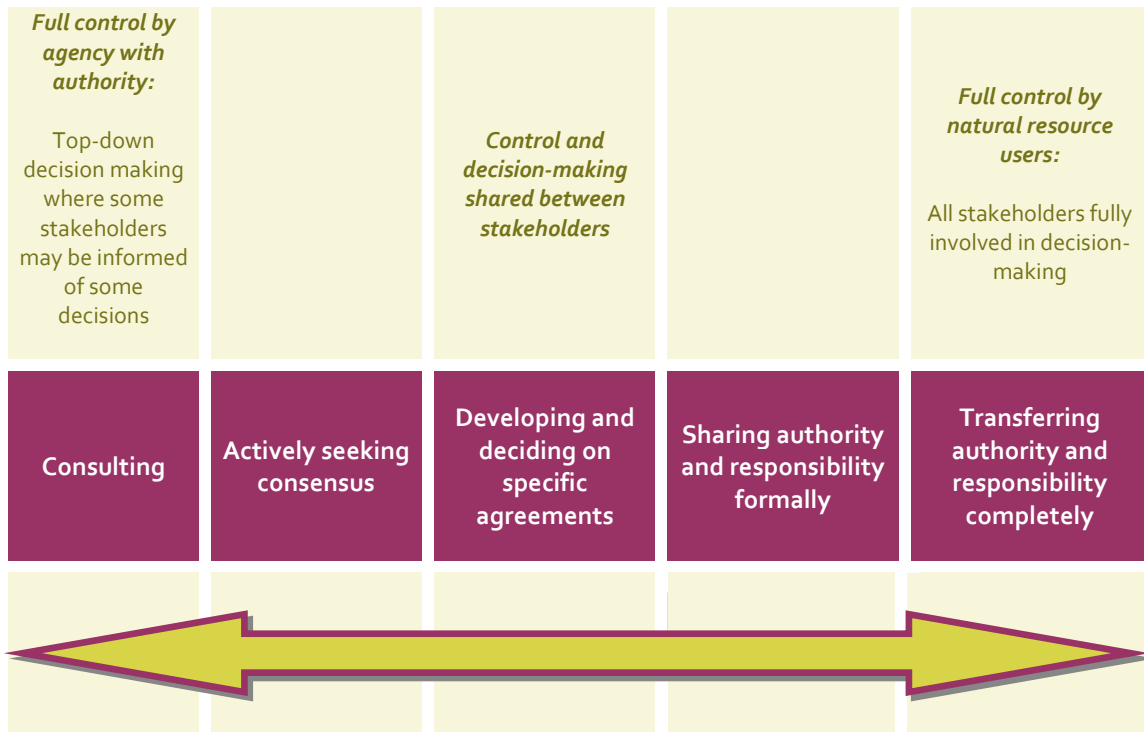 Full control by
agency with
authority:
Top-down
decision making
where some
stakeholders
may be informed
of some
decisions
Control and
decision-making
shared between
stakeholders
Full control by
natural resource
users:
All stakeholders fully
involved in decision-
making
Consulting
Actively seeking
consensus
Developing and
deciding on
specific
agreements
Sharing authority
and responsibility
formally
Transferring
authority and
responsibility
completely